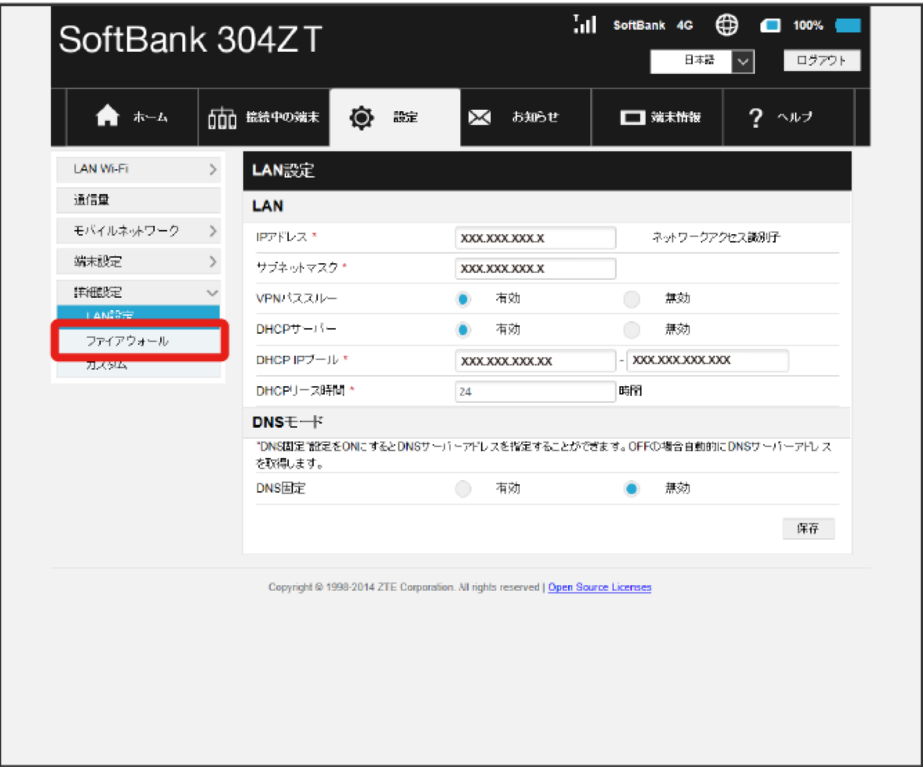 SoftBank 304ZT
SoftBank 4G 100%
日本語 ログアウト
ホーム 接続中の端末 設定 お知らせ 端末情報 ? ヘルプ
LAN Wi-Fi
通信量
モバイルネットワーク
端末設定
詳細設定
LAN設定
ファイアウォール
カスタム
LAN設定
LAN
IPアドレス * XXX.XXX.XXX.X ネットワークアクセス識別子
サブネットマスク * XXX.XXX.XXX.X
VPNパススルー 有効 無効
DHCPサーバー 有効 無効
DHCP IPプール * XXX.XXX.XXX.XX - XXX.XXX.XXX.XXX
DHCPリース時間 * 24 時間
DNSモード
"DNS固定"設定をONにするとDNSサーバーアドレスを指定することができます。OFFの場合自動的にDNSサーバーアドレス
を取得します。
DNS固定 有効 無効
保存
Copyright © 1998-2014 ZTE Corporation. All rights reserved | Open Source Licenses